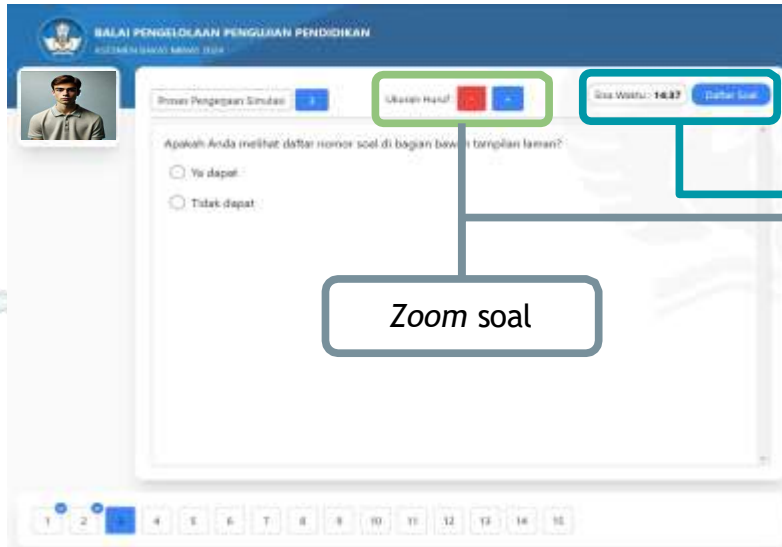 BALAI PENGELOLAAN PENGUJIAN PENDIDIKAN
Proses Pengerjaan Simulasi 3
Ukuran Huruf - +
Sisa Waktu: 14:37 Daftar Soal
Apakah Anda melihat daftar nomor soal di bagian bawah tampilan laman?
Ya dapat
Tidak dapat
Zoom soal
1 2 3 4 5 6 7 8 9 10 11 12 13 14 15